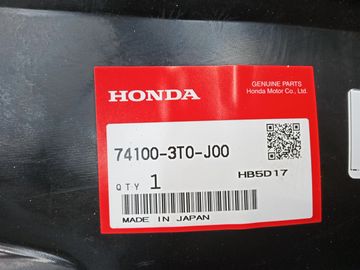 GENUINE PARTS
HONDA
Honda Motor Co., Ltd.
74100-3T0-J00
QTY 1
HB5D17
MADE IN JAPAN